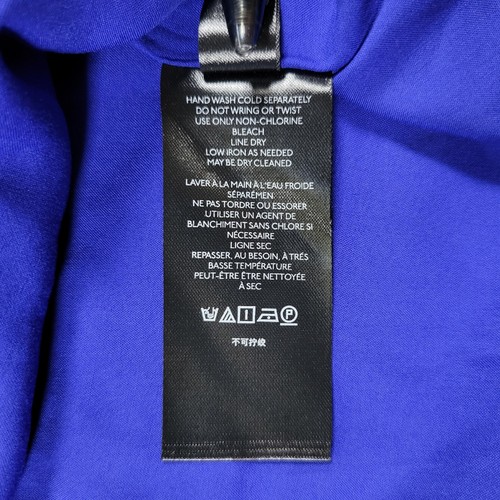 HAND WASH COLD SEPARATELY
DO NOT WRING OR TWIST
USE ONLY NON-CHLORINE
BLEACH
LINE DRY
LOW IRON AS NEEDED
MAY BE DRY CLEANED
LAVER À LA MAIN À L'EAU FROIDE
SÉPARÉMEN
NE PAS TORDRE OU ESSORER
UTILISER UN AGENT DE
BLANCHIMENT SANS CHLORE SI
NÉCESSAIRE
LIGNE SEC
REPASSER, AU BESOIN, À TRÉS
BASSE TEMPÉRATURE
PEUT-ÊTRE ÊTRE NETTOYÉE
À SEC
P
不可拧绞